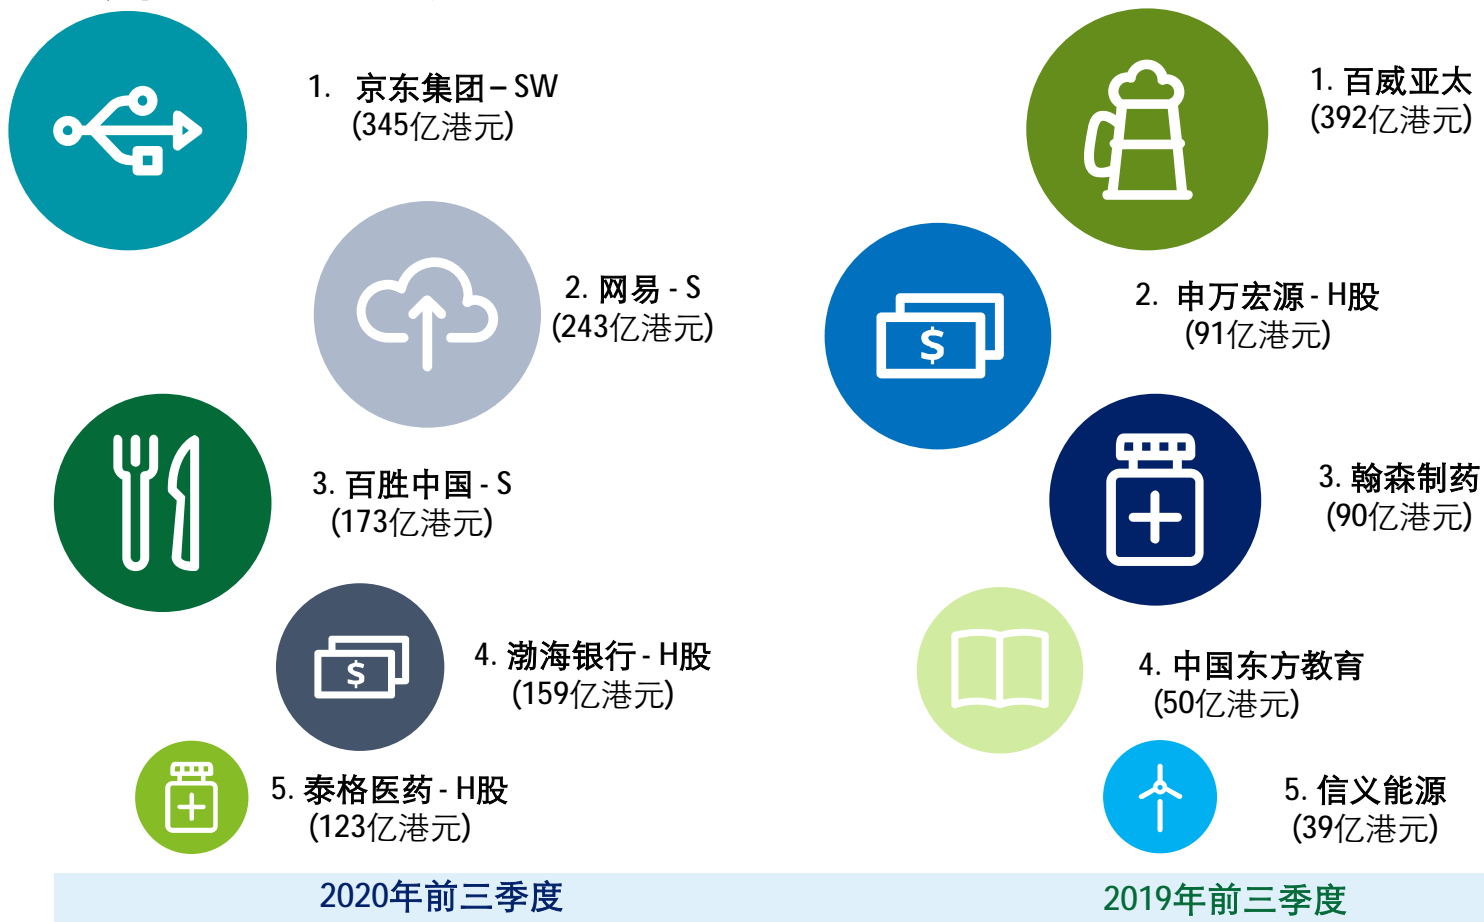 1. 京东集团 – SW
(345亿港元)
2. 网易 - S
(243亿港元)
3. 百胜中国 - S
(173亿港元)
4. 渤海银行 - H股
(159亿港元)
5. 泰格医药 - H股
(123亿港元)
2020年前三季度
1. 百威亚太
(392亿港元)
2. 申万宏源 - H股
(91亿港元)
3. 翰森制药
(90亿港元)
4. 中国东方教育
(50亿港元)
5. 信义能源
(39亿港元)
2019年前三季度
$
$